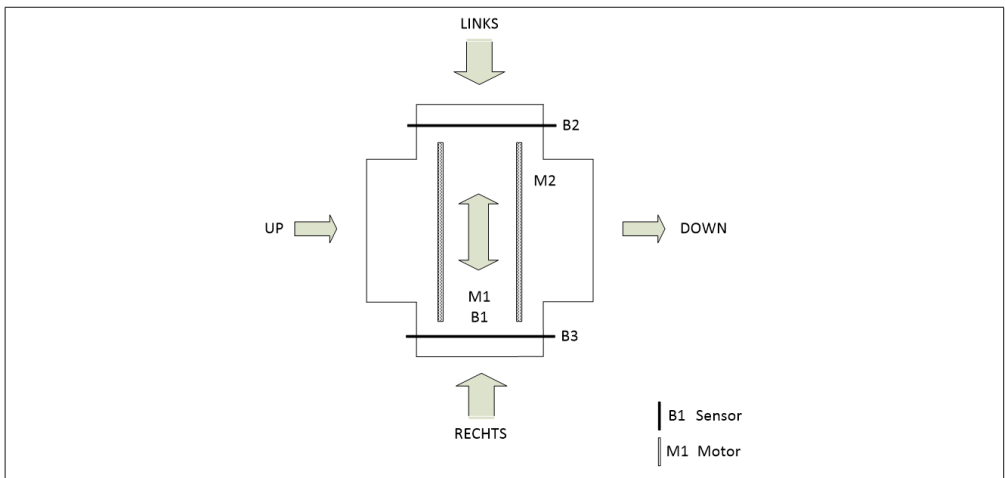 LINKS
B2
M2
UP
DOWN
M1
B1
B3
RECHTS
B1 Sensor
M1 Motor